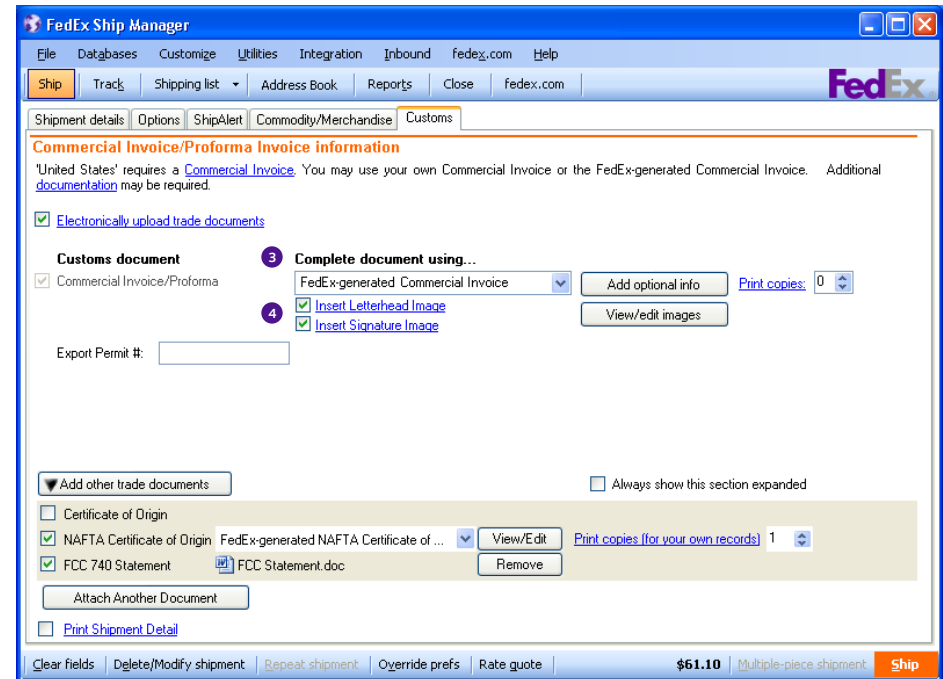 FedEx Ship Manager
File Databases Customize Utilities Integration Inbound fedex.com Help
Ship Track Shipping list Address Book Reports Close fedex.com FedEx
Shipment details Options ShipAlert Commodity/Merchandise Customs
Commercial Invoice/Proforma Invoice information
'United States' requires a Commercial Invoice. You may use your own Commercial Invoice or the FedEx-generated Commercial Invoice. Additional
documentation may be required.
Electronically upload trade documents
Customs document 3 Complete document using...
Commercial Invoice/Proforma FedEx-generated Commercial Invoice Add optional info Print copies: 0
4 Insert Letterhead Image
Insert Signature Image View/edit images
Export Permit #:
Add other trade documents Always show this section expanded
Certificate of Origin
NAFTA Certificate of Origin FedEx-generated NAFTA Certificate of ... View/Edit Print copies (for your own records) 1
FCC 740 Statement FCC Statement.doc Remove
Attach Another Document
Print Shipment Detail
Clear fields Delete/Modify shipment Repeat shipment Override prefs Rate quote $61.10 Multiple-piece shipment Ship